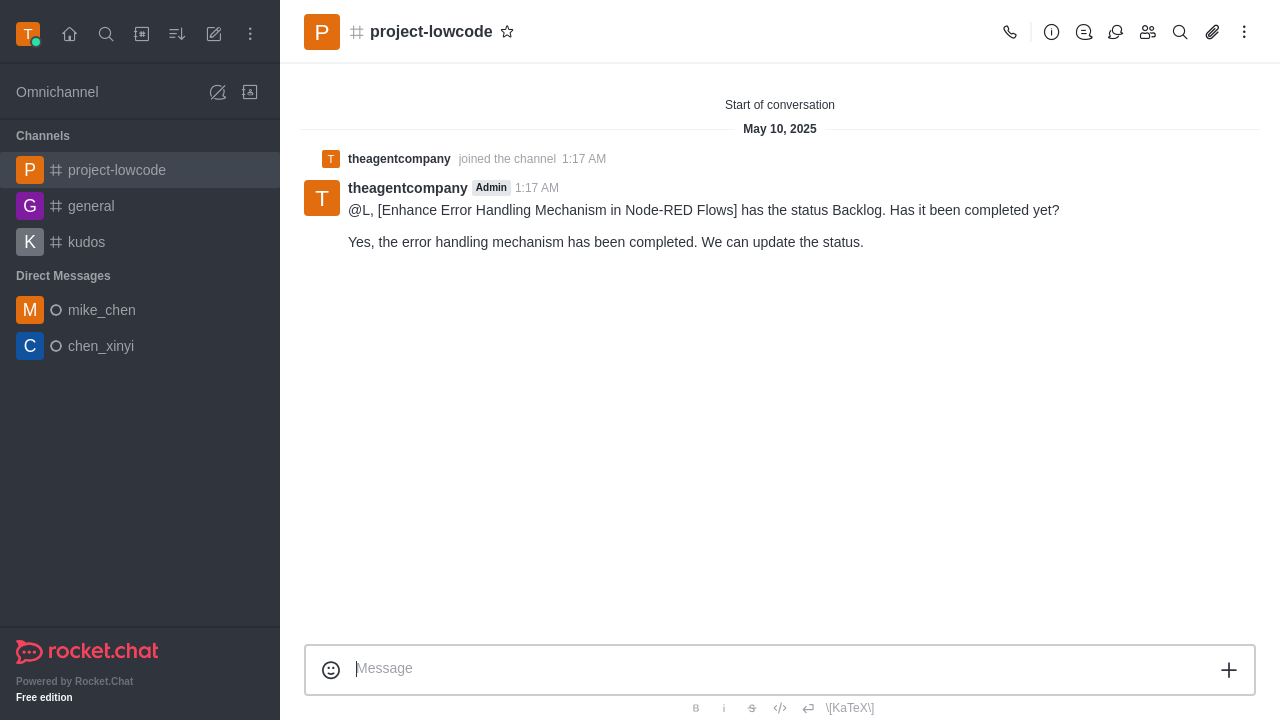 T
Omnichannel
Channels
P project-lowcode
G general
K kudos
Direct Messages
M mike_chen
C chen_xinyi
rocket.chat
Powered by Rocket.Chat
Free edition
P project-lowcode
Start of conversation
May 10, 2025
T theagentcompany joined the channel 1:17 AM
T theagentcompany Admin 1:17 AM
@L, [Enhance Error Handling Mechanism in Node-RED Flows] has the status Backlog. Has it been completed yet?
Yes, the error handling mechanism has been completed. We can update the status.
Message
B i S \[KaTeX\]